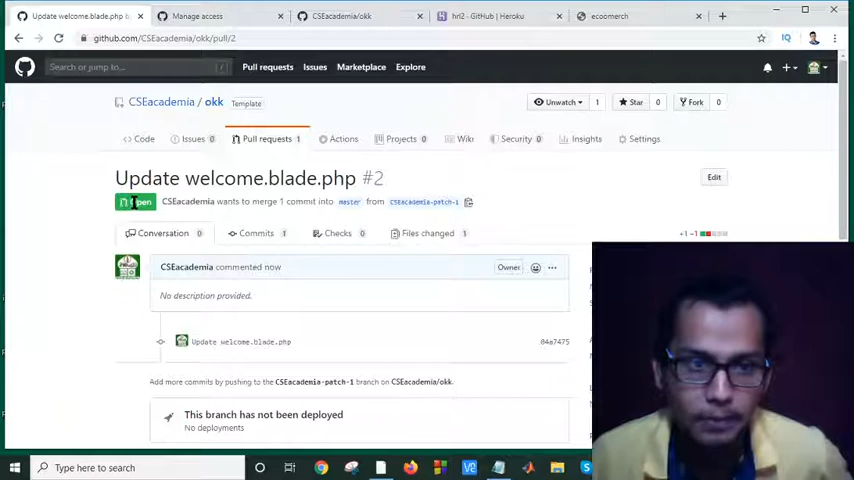 Update welcome.blade.php b
Manage access
CSEacademia/okk
hri2 - GitHub | Heroku
ecoomerch
github.com/CSEacademia/okk/pull/2
IQ
Search or jump to...
Pull requests
Issues
Marketplace
Explore
CSEacademia / okk
Template
Unwatch
1
Star
0
Fork
0
Code
Issues 0
Pull requests 1
Actions
Projects 0
Wiki
Security 0
Insights
Settings
Update welcome.blade.php #2
Edit
Open
CSEacademia wants to merge 1 commit into master from CSEacademia-patch-1
Conversation 0
Commits 1
Checks 0
Files changed 1
+1 −1
CSEacademia commented now
Owner
No description provided.
Update welcome.blade.php
04a7475
Add more commits by pushing to the CSEacademia-patch-1 branch on CSEacademia/okk.
This branch has not been deployed
No deployments
Type here to search